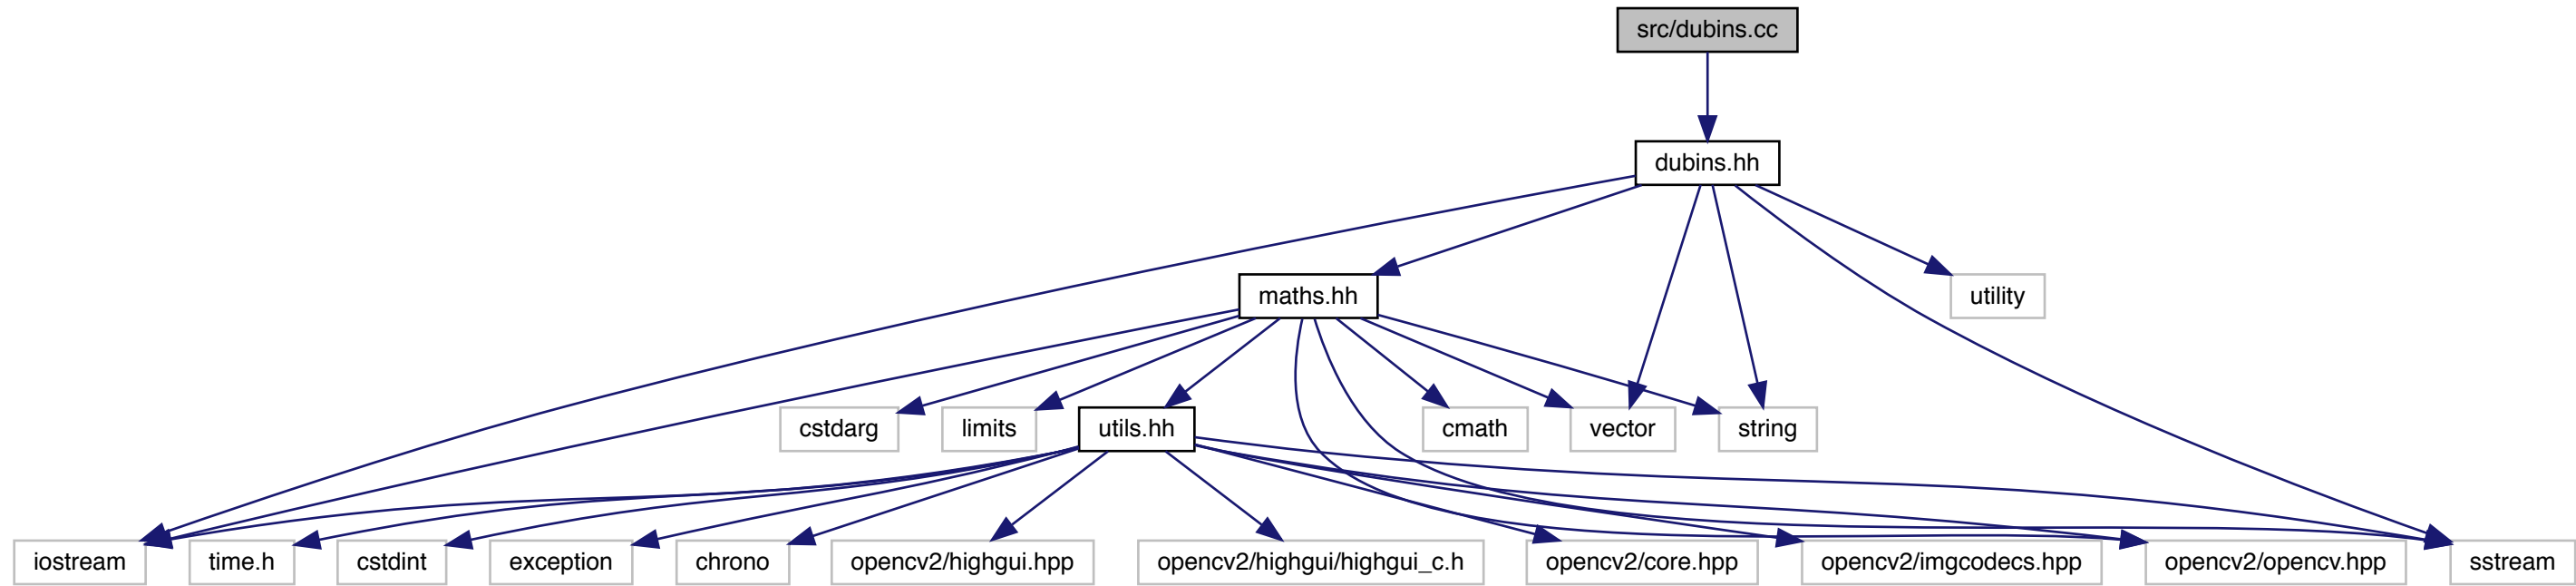 src/dubins.cc
dubins.hh
maths.hh
utility
cstdarg
limits
utils.hh
cmath
vector
string
iostream
time.h
cstdint
exception
chrono
opencv2/highgui.hpp
opencv2/highgui/highgui_c.h
opencv2/core.hpp
opencv2/imgcodecs.hpp
opencv2/opencv.hpp
sstream